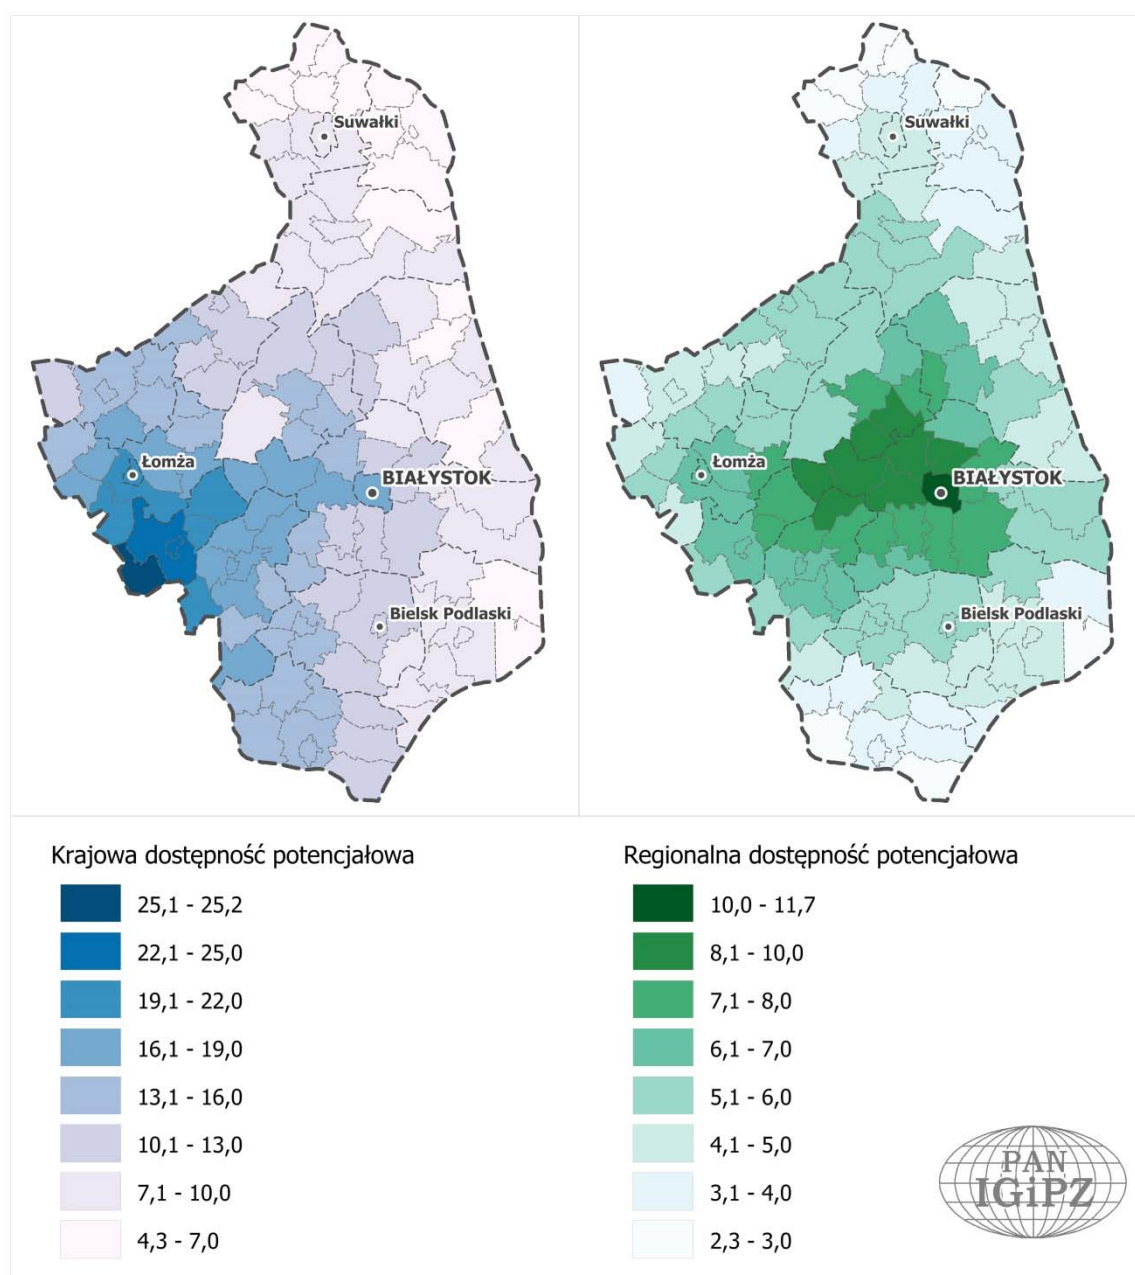 Suwałki
Łomża
BIAŁYSTOK
Bielsk Podlaski
Suwałki
Łomża
BIAŁYSTOK
Bielsk Podlaski
Krajowa dostępność potencjałowa
25,1 - 25,2
22,1 - 25,0
19,1 - 22,0
16,1 - 19,0
13,1 - 16,0
10,1 - 13,0
7,1 - 10,0
4,3 - 7,0
Regionalna dostępność potencjałowa
10,0 - 11,7
8,1 - 10,0
7,1 - 8,0
6,1 - 7,0
5,1 - 6,0
4,1 - 5,0
3,1 - 4,0
2,3 - 3,0
PAN
IGiPZ